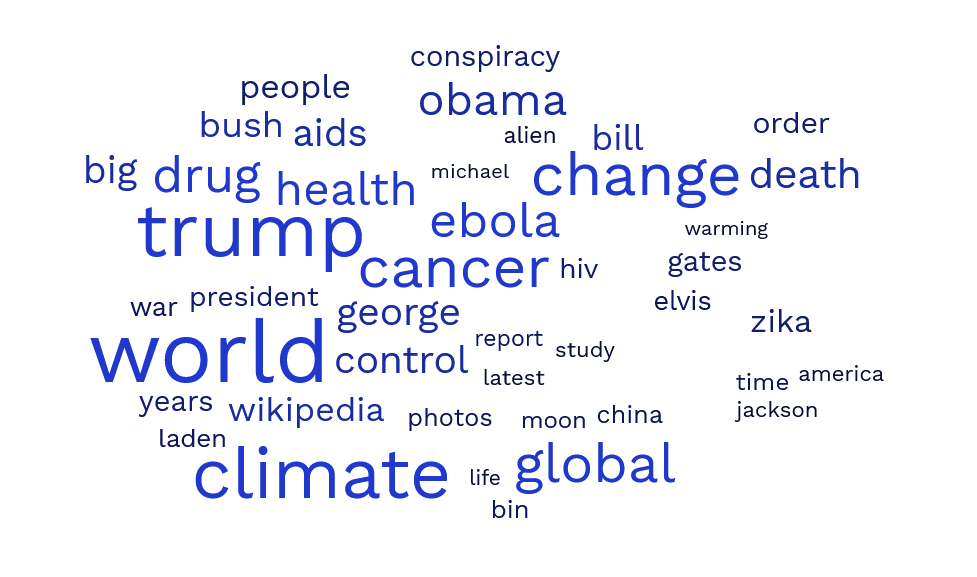 conspiracy
people
obama
bush aids
alien bill order
big drug health
michael change death
trump
ebola
warming
cancer hiv gates
war president george
elvis
zika
world control
report study
latest
time america
years wikipedia
photos moon china
jackson
laden
climate life global
bin